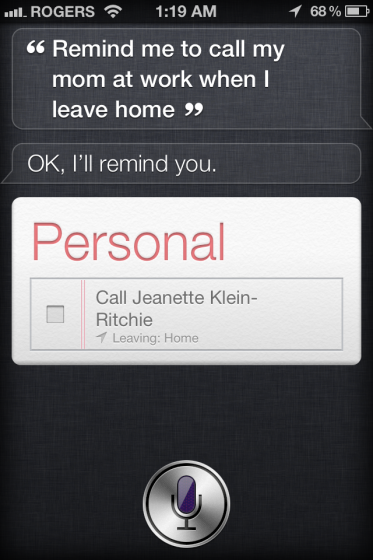 ROGERS 1:19 AM 68%
“ Remind me to call my
mom at work when I
leave home ”
OK, I’ll remind you.
Personal
Call Jeanette Klein-
Ritchie
Leaving: Home